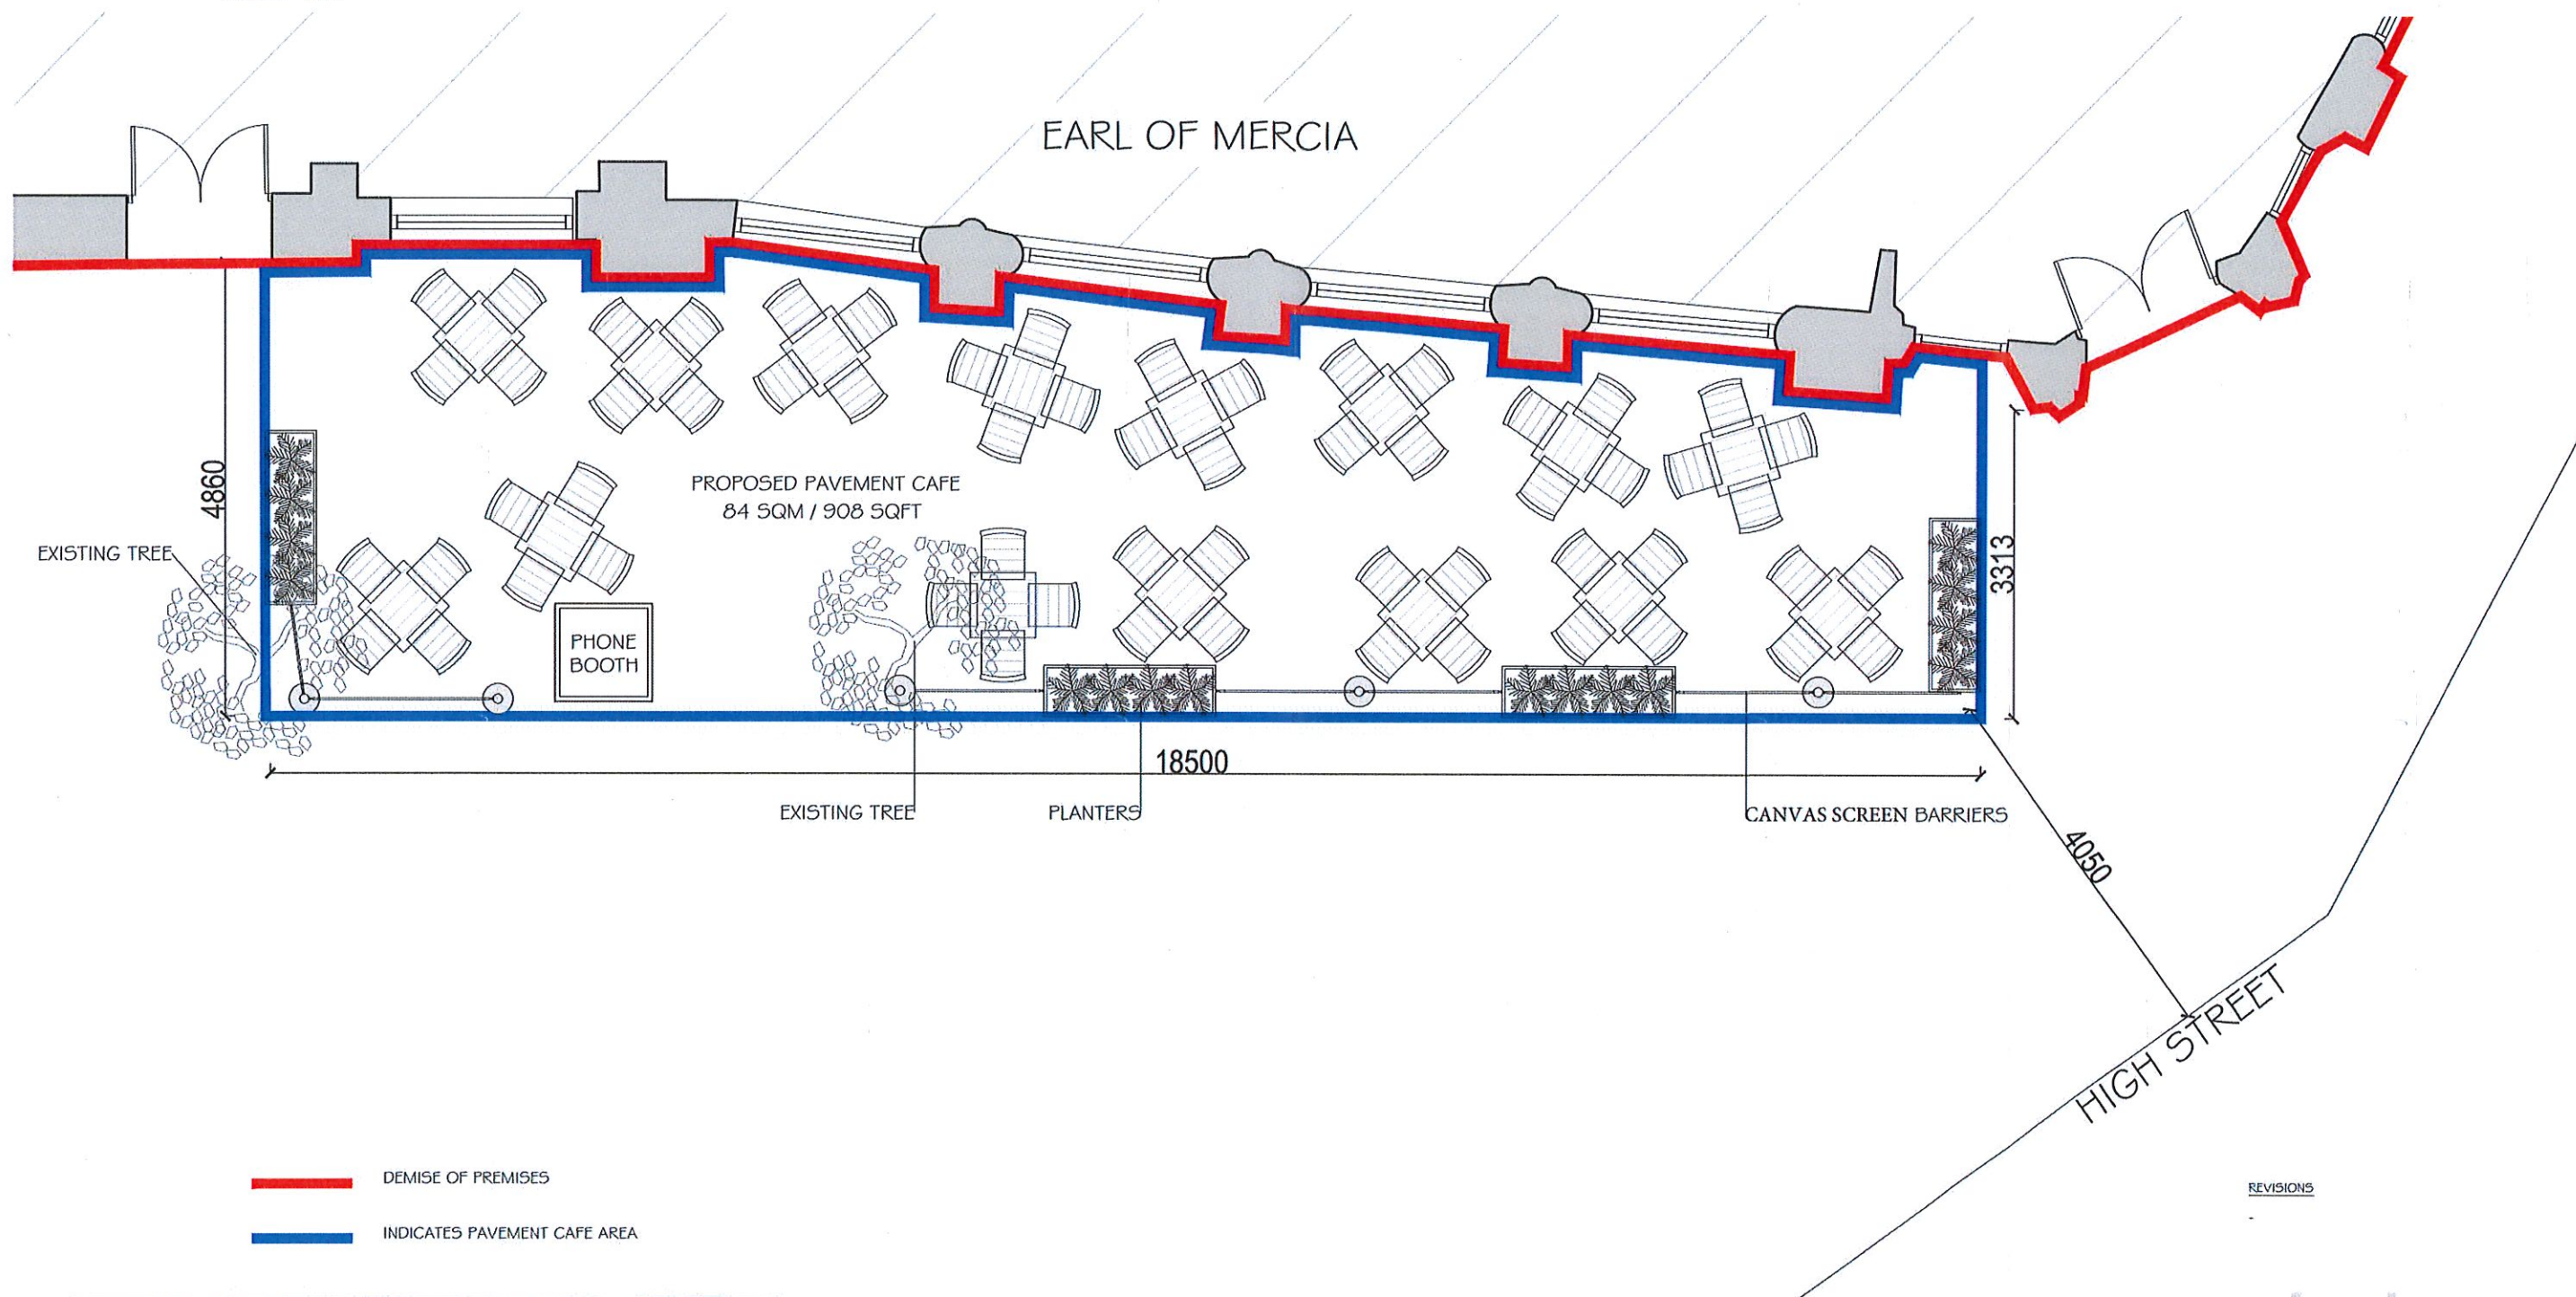 EARL OF MERCIA
PROPOSED PAVEMENT CAFE
84 SQM / 908 SQFT
4860
EXISTING TREE
3313
PHONE
BOOTH
18500
EXISTING TREE
PLANTERS
CANVAS SCREEN BARRIERS
4050
HIGH STREET
DEMISE OF PREMISES
INDICATES PAVEMENT CAFE AREA
REVISIONS
-